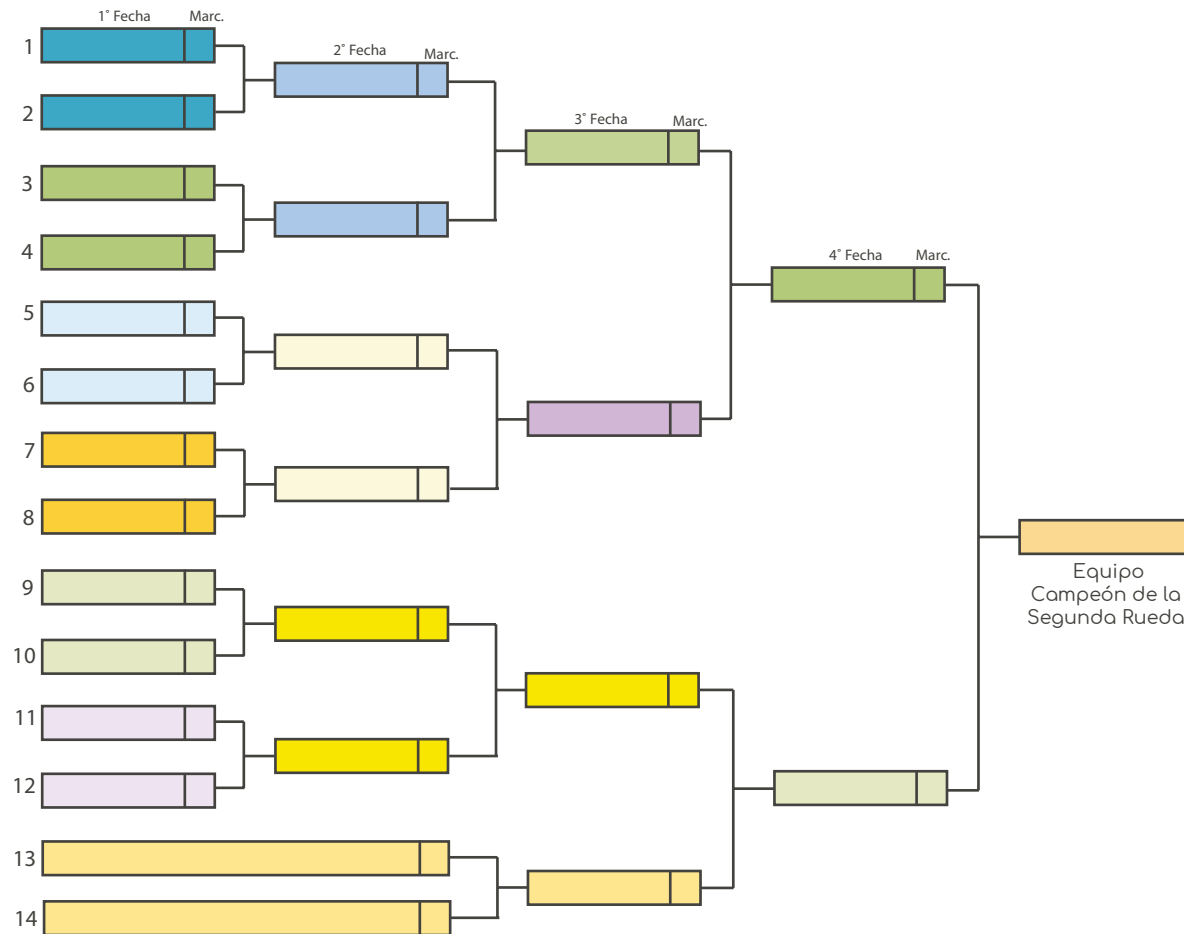 1° Fecha Marc.
2° Fecha Marc.
3° Fecha Marc.
4° Fecha Marc.
1
2
3
4
5
6
7
8
9
10
11
12
13
14
Equipo
Campeón de la
Segunda Rueda